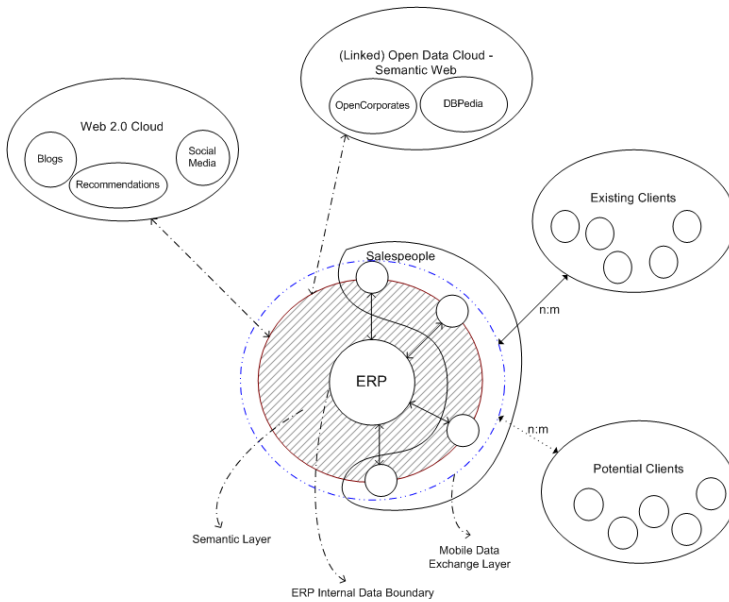 (Linked) Open Data Cloud -
Semantic Web
OpenCorporates
DBPedia
Web 2.0 Cloud
Blogs
Social
Media
Recommendations
Existing Clients
Salespeople
n:m
ERP
n:m
Potential Clients
Semantic Layer
Mobile Data
Exchange Layer
ERP Internal Data Boundary